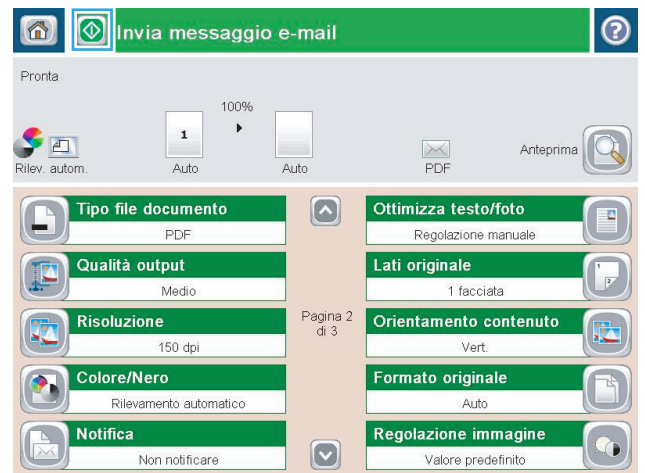 Invia messaggio e-mail
Pronta
100%
1
Rilev. autom.
Auto
Auto
PDF
Anteprima
Tipo file documento
PDF
Qualità output
Medio
Risoluzione
150 dpi
Colore/Nero
Rilevamento automatico
Notifica
Non notificare
Pagina 2
di 3
Ottimizza testo/foto
Regolazione manuale
Lati originale
1 facciata
1
2
Orientamento contenuto
Vert.
Formato originale
Auto
Regolazione immagine
Valore predefinito